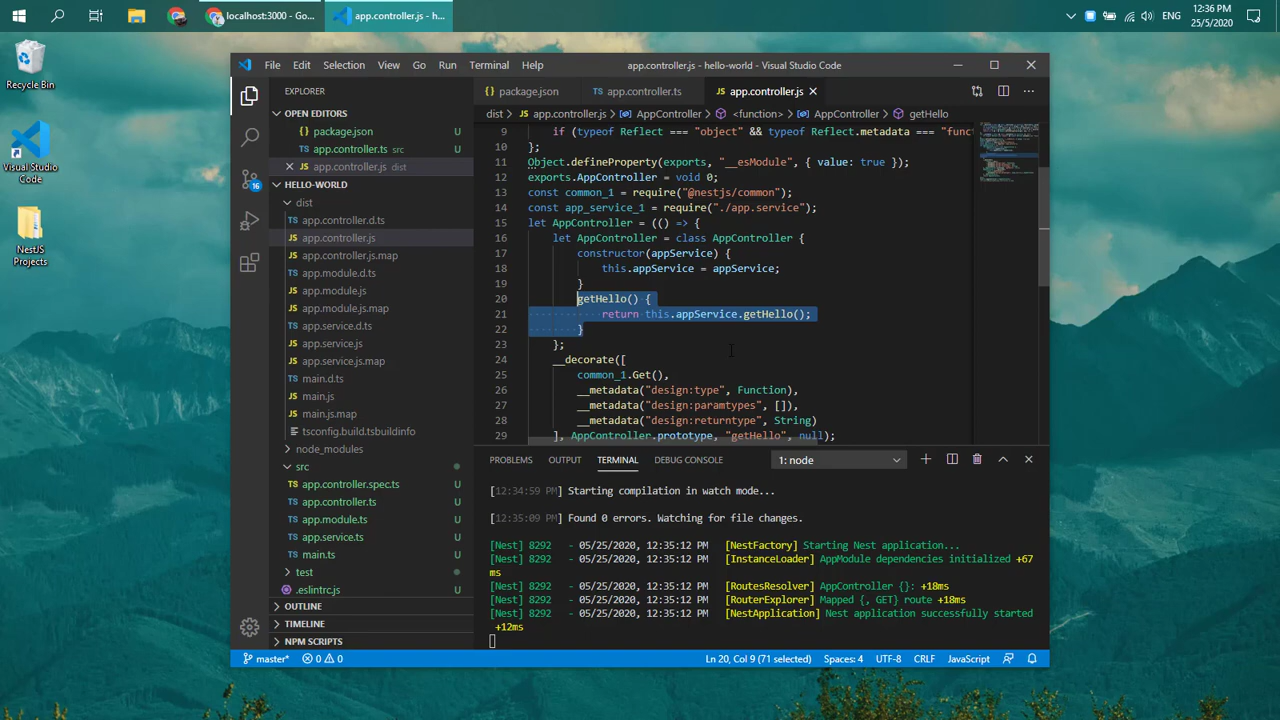 localhost:3000 - Go...
app.controller.js - h...
ENG
12:36 PM
25/5/2020
Recycle Bin
Visual Studio
Code
NestJS
Projects
File Edit Selection View Go Run Terminal Help
app.controller.js - hello-world - Visual Studio Code
EXPLORER
OPEN EDITORS
package.json U
app.controller.ts src U
app.controller.js dist
HELLO-WORLD
dist
app.controller.d.ts
app.controller.js
app.controller.js.map
app.module.d.ts
app.module.js
app.module.js.map
app.service.d.ts
app.service.js
app.service.js.map
main.d.ts
main.js
main.js.map
tsconfig.build.tsbuildinfo
node_modules
src
app.controller.spec.ts U
app.controller.ts U
app.module.ts U
app.service.ts U
main.ts U
test
.eslintrc.js U
OUTLINE
TIMELINE
NPM SCRIPTS
16
package.json
app.controller.ts
app.controller.js
dist > app.controller.js > AppController > <function> > AppController > getHello
9 if (typeof Reflect === "object" && typeof Reflect.metadata === "funct
10 };
11 Object.defineProperty(exports, "__esModule", { value: true });
12 exports.AppController = void 0;
13 const common_1 = require("@nestjs/common");
14 const app_service_1 = require("./app.service");
15 let AppController = (() => {
16 let AppController = class AppController {
17 constructor(appService) {
18 this.appService = appService;
19 }
20 getHello() {
21 return this.appService.getHello();
22 }
23 };
24 __decorate([
25 common_1.Get(),
26 __metadata("design:type", Function),
27 __metadata("design:paramtypes", []),
28 __metadata("design:returntype", String)
29 ], AppController.prototype, "getHello", null);
PROBLEMS OUTPUT TERMINAL DEBUG CONSOLE 1: node
[12:34:59 PM] Starting compilation in watch mode...
[12:35:09 PM] Found 0 errors. Watching for file changes.
[Nest] 8292 - 05/25/2020, 12:35:12 PM [NestFactory] Starting Nest application...
[Nest] 8292 - 05/25/2020, 12:35:12 PM [InstanceLoader] AppModule dependencies initialized +67
ms
[Nest] 8292 - 05/25/2020, 12:35:12 PM [RoutesResolver] AppController {}: +18ms
[Nest] 8292 - 05/25/2020, 12:35:12 PM [RouterExplorer] Mapped {, GET} route +18ms
[Nest] 8292 - 05/25/2020, 12:35:12 PM [NestApplication] Nest application successfully started
+12ms
master* 0 0 Ln 20, Col 9 (71 selected) Spaces: 4 UTF-8 CRLF JavaScript